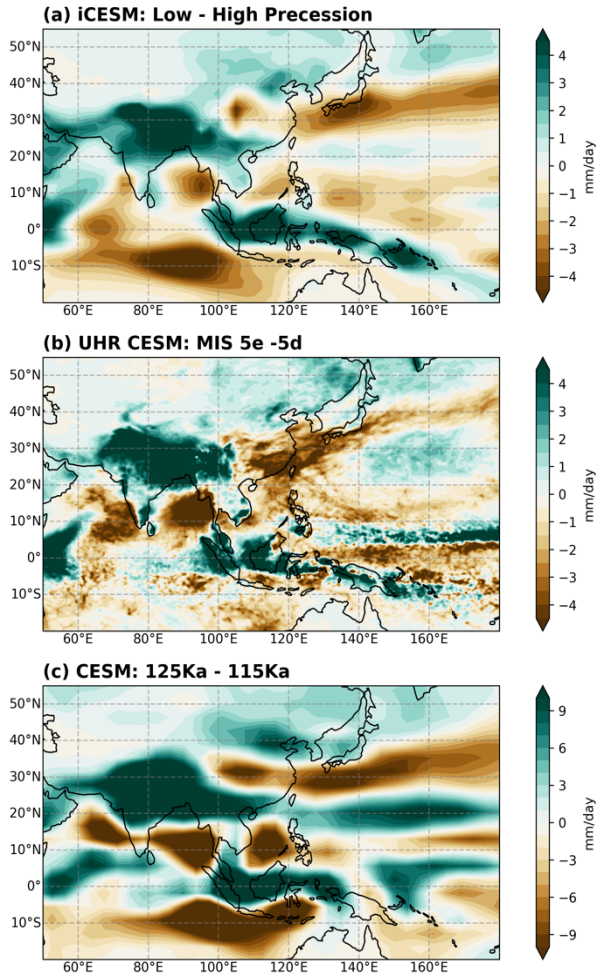 (a) iCESM: Low - High Precession
50°N
40°N
30°N
20°N
10°N
0°
10°S
60°E 80°E 100°E 120°E 140°E 160°E
4
3
2
1
0
−1
−2
−3
−4
mm/day
(b) UHR CESM: MIS 5e -5d
50°N
40°N
30°N
20°N
10°N
0°
10°S
60°E 80°E 100°E 120°E 140°E 160°E
4
3
2
1
0
−1
−2
−3
−4
mm/day
(c) CESM: 125Ka - 115Ka
50°N
40°N
30°N
20°N
10°N
0°
10°S
60°E 80°E 100°E 120°E 140°E 160°E
9
6
3
0
−3
−6
−9
mm/day